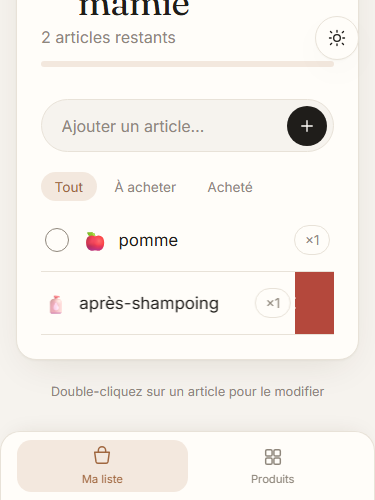 mamie
2 articles restants
Ajouter un article...
Tout
À acheter
Acheté
pomme
×1
après-shampoing
×1
Double-cliquez sur un article pour le modifier
Ma liste
Produits